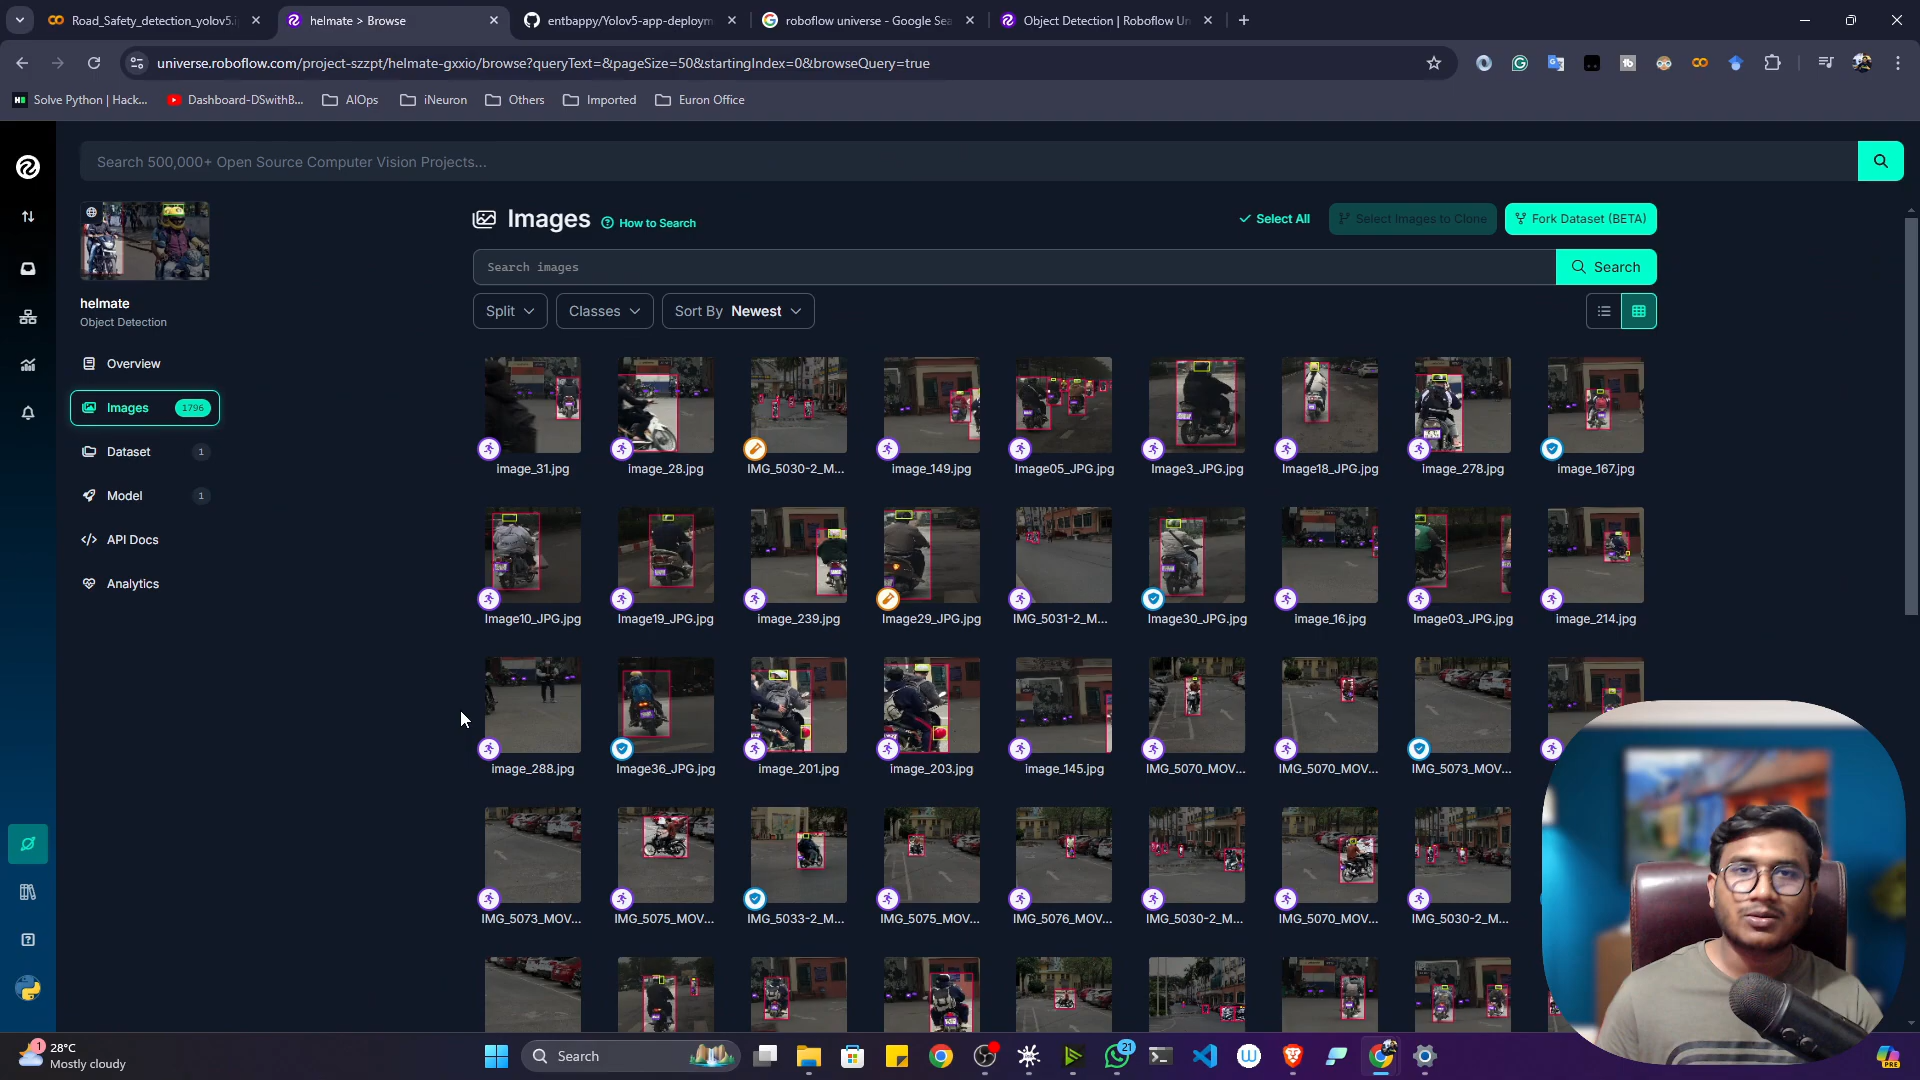 Road_Safety_detection_yolov5.i
helmate > Browse
entbappy/Yolov5-app-deploym
roboflow universe - Google Sea
Object Detection | Roboflow Un
universe.roboflow.com/project-szzpt/helmate-gxxio/browse?queryText=&pageSize=50&startingIndex=0&browseQuery=true
Solve Python | Hack...
Dashboard-DSwithB...
AIOps
iNeuron
Others
Imported
Euron Office
Search 500,000+ Open Source Computer Vision Projects...
helmate
Object Detection
Overview
Images 1796
Dataset 1
Model 1
API Docs
Analytics
Images
How to Search
Select All
Select Images to Clone
Fork Dataset (BETA)
Search images
Search
Split
Classes
Sort By Newest
image_31.jpg
image_28.jpg
IMG_5030-2_M...
image_149.jpg
Image05_JPG.jpg
Image3_JPG.jpg
Image18_JPG.jpg
image_278.jpg
image_167.jpg
Image10_JPG.jpg
Image19_JPG.jpg
image_239.jpg
Image29_JPG.jpg
IMG_5031-2_M...
Image30_JPG.jpg
image_16.jpg
Image03_JPG.jpg
image_214.jpg
image_288.jpg
Image36_JPG.jpg
image_201.jpg
image_203.jpg
image_145.jpg
IMG_5070_MOV...
IMG_5070_MOV...
IMG_5073_MOV...
IMG_5073_MOV...
IMG_5075_MOV...
IMG_5033-2_M...
IMG_5075_MOV...
IMG_5076_MOV...
IMG_5030-2_M...
IMG_5070_MOV...
IMG_5030-2_M...
1
28°C
Mostly cloudy
Search
21
PRE